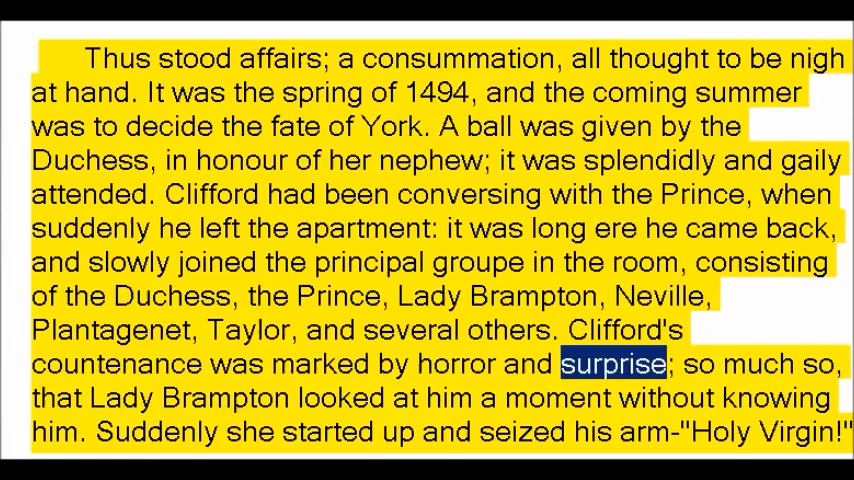 Thus stood affairs; a consummation, all thought to be nigh
at hand. It was the spring of 1494, and the coming summer
was to decide the fate of York. A ball was given by the
Duchess, in honour of her nephew; it was splendidly and gaily
attended. Clifford had been conversing with the Prince, when
suddenly he left the apartment: it was long ere he came back,
and slowly joined the principal groupe in the room, consisting
of the Duchess, the Prince, Lady Brampton, Neville,
Plantagenet, Taylor, and several others. Clifford's
countenance was marked by horror and surprise; so much so,
that Lady Brampton looked at him a moment without knowing
him. Suddenly she started up and seized his arm-"Holy Virgin!"